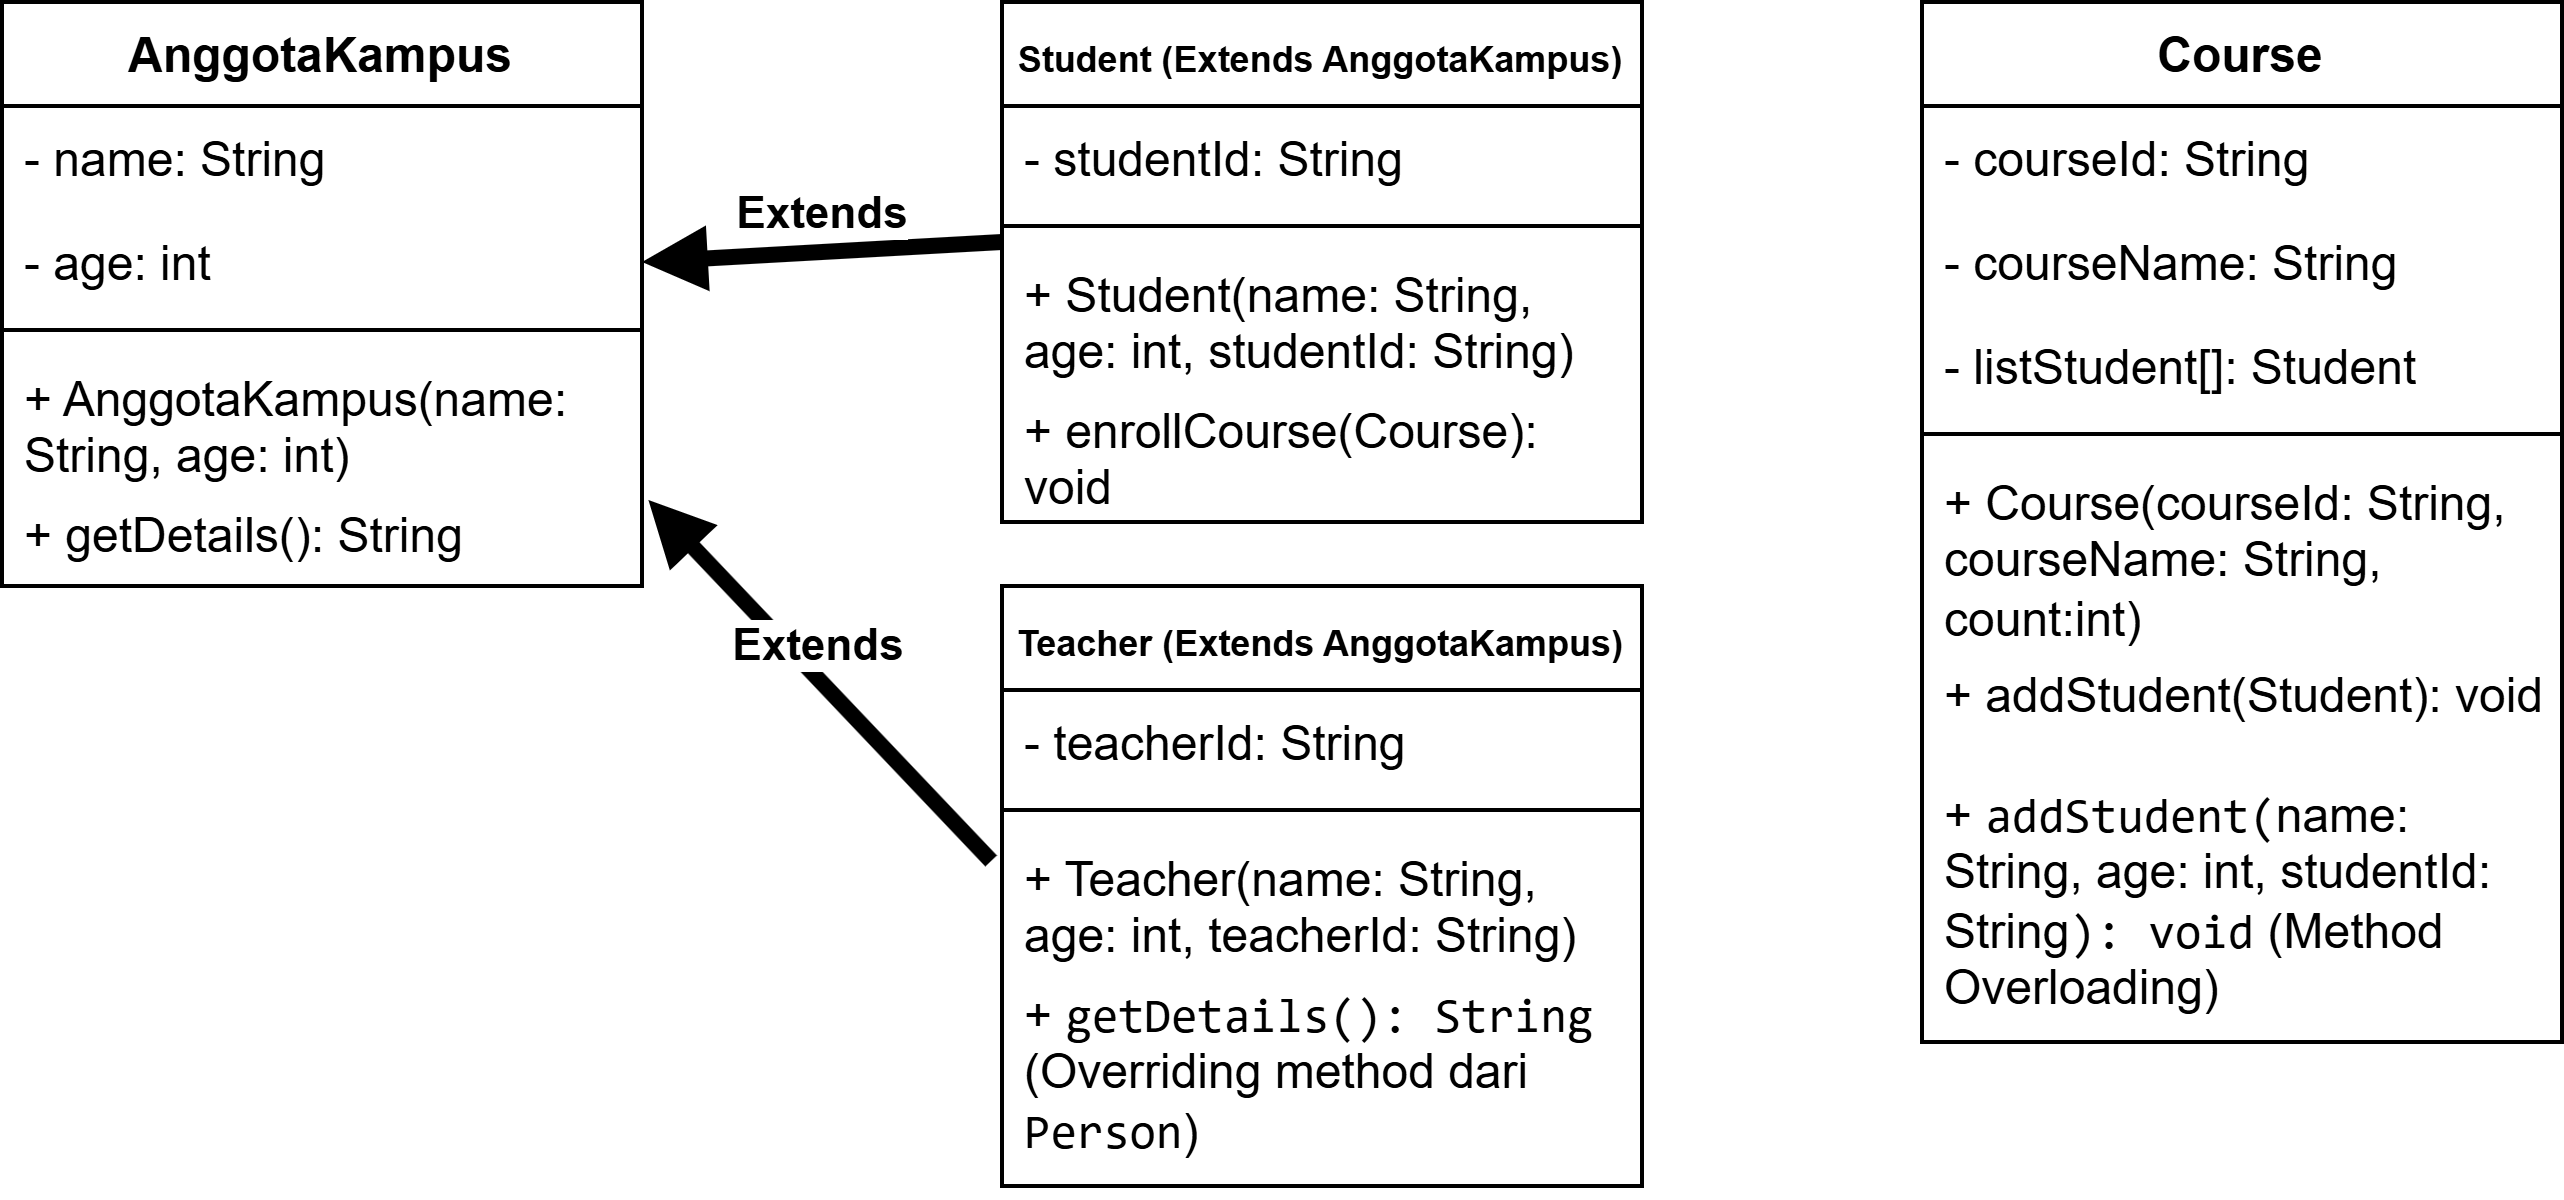 AnggotaKampus
- name: String
- age: int
+ AnggotaKampus(name:
String, age: int)
+ getDetails(): String
Extends
Extends
Student (Extends AnggotaKampus)
- studentId: String
+ Student(name: String,
age: int, studentId: String)
+ enrollCourse(Course):
void
Teacher (Extends AnggotaKampus)
- teacherId: String
+ Teacher(name: String,
age: int, teacherId: String)
+ getDetails(): String
(Overriding method dari
Person)
Course
- courseId: String
- courseName: String
- listStudent[]: Student
+ Course(courseId: String,
courseName: String,
count:int)
+ addStudent(Student): void
+ addStudent(name:
String, age: int, studentId:
String): void (Method
Overloading)